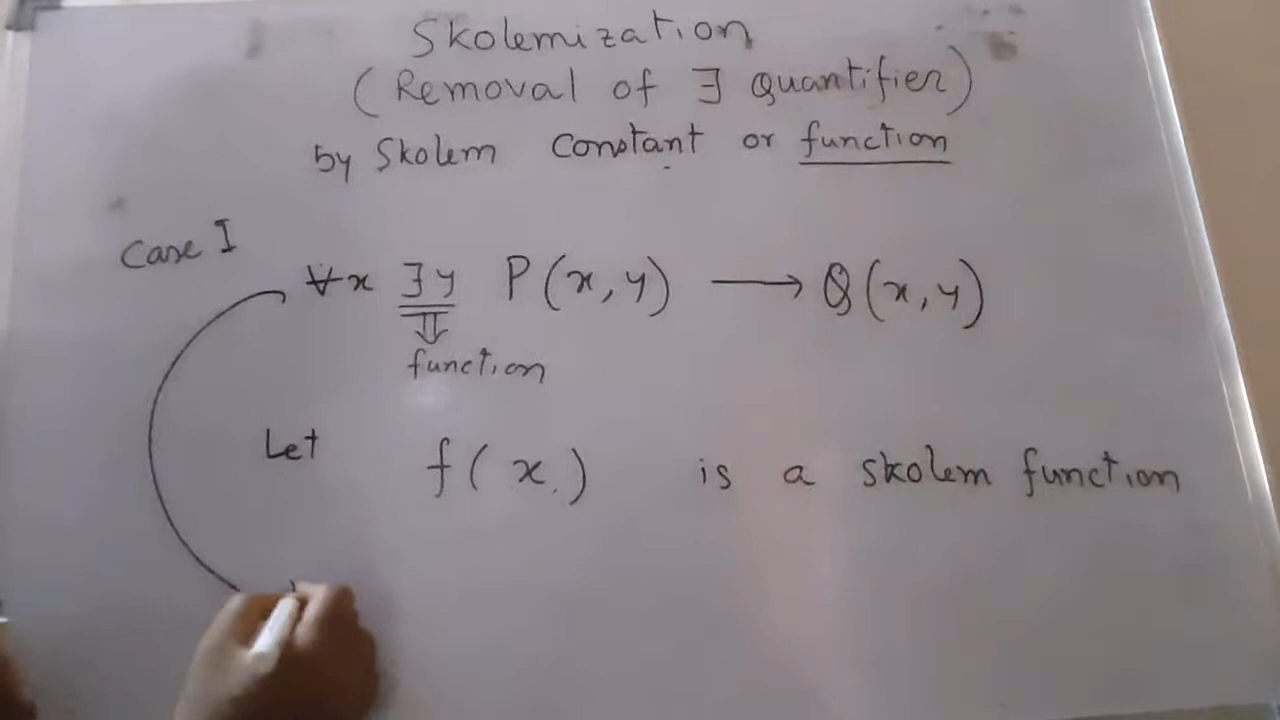 Skolemization
(Removal of ∃ Quantifier)
by Skolem Constant or function
Case I
∀x ∃y P(x,y) ⟶ Q(x,y)
⇓
function
Let f(x.) is a skolem function